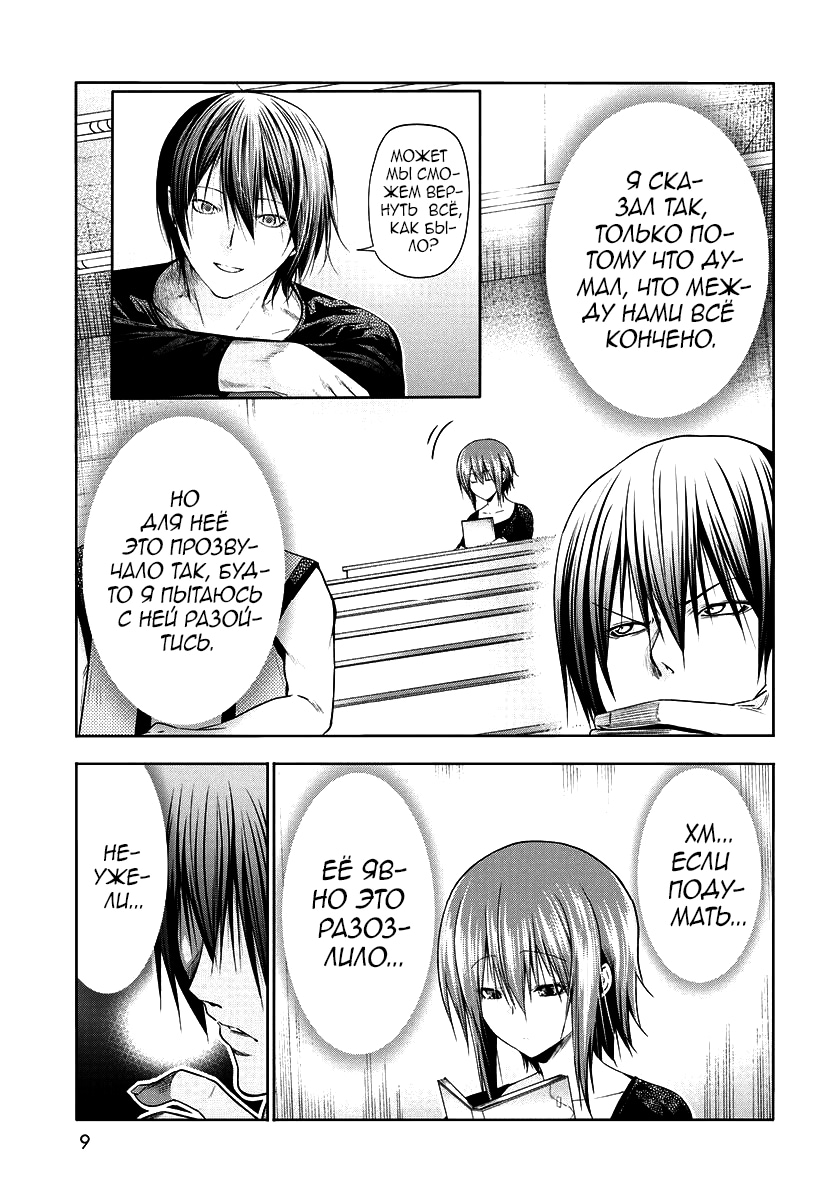 Я СКА-
ЗАЛ ТАК,
ТОЛЬКО ПО-
ТОМУ ЧТО ДУ-
МАЛ, ЧТО МЕЖ-
ДУ НАМИ ВСЁ
КОНЧЕНО.
МОЖЕТ
МЫ СМО-
ЖЕМ ВЕР-
НУТЬ ВСЁ,
КАК БЫ-
ЛО?
НО
ДЛЯ НЕЁ
ЭТО ПРОЗВУ-
ЧАЛО ТАК, БУД-
ТО Я ПЫТАЮСЬ
С НЕЙ РАЗОЙ-
ТИСЬ.
ХМ...
ЕСЛИ
ПОДУ-
МАТЬ...
ЕЁ ЯВ-
НО ЭТО
РАЗОЗ-
ЛИЛО...
НЕ-
УЖЕ-
ЛИ...
9